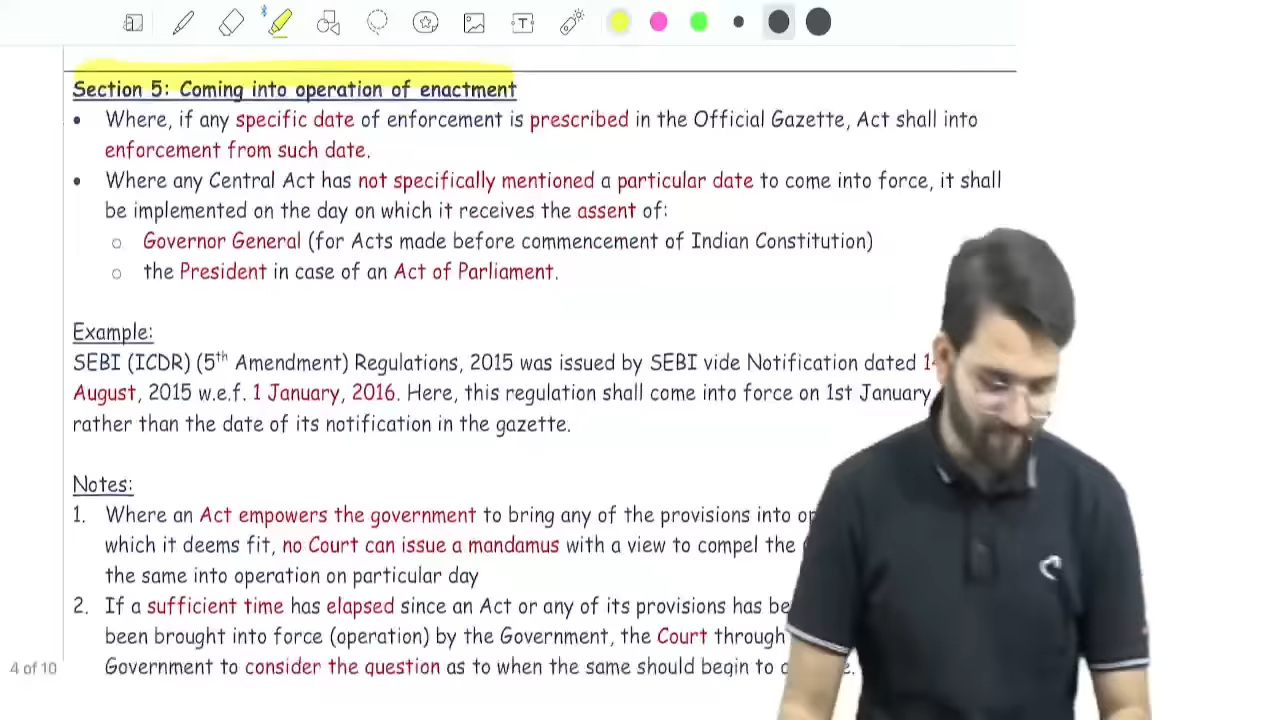 Section 5: Coming into operation of enactment
• Where, if any specific date of enforcement is prescribed in the Official Gazette, Act shall into
enforcement from such date.
• Where any Central Act has not specifically mentioned a particular date to come into force, it shall
be implemented on the day on which it receives the assent of:
○ Governor General (for Acts made before commencement of Indian Constitution)
○ the President in case of an Act of Parliament.
Example:
SEBI (ICDR) (5th Amendment) Regulations, 2015 was issued by SEBI vide Notification dated
August, 2015 w.e.f. 1 January, 2016. Here, this regulation shall come into force on 1st January
rather than the date of its notification in the gazette.
Notes:
1. Where an Act empowers the government to bring any of the provisions into
which it deems fit, no Court can issue a mandamus with a view to compel the
the same into operation on particular day
2. If a sufficient time has elapsed since an Act or any of its provisions has
been brought into force (operation) by the Government, the Court through
Government to consider the question as to when the same should begin to
4 of 10